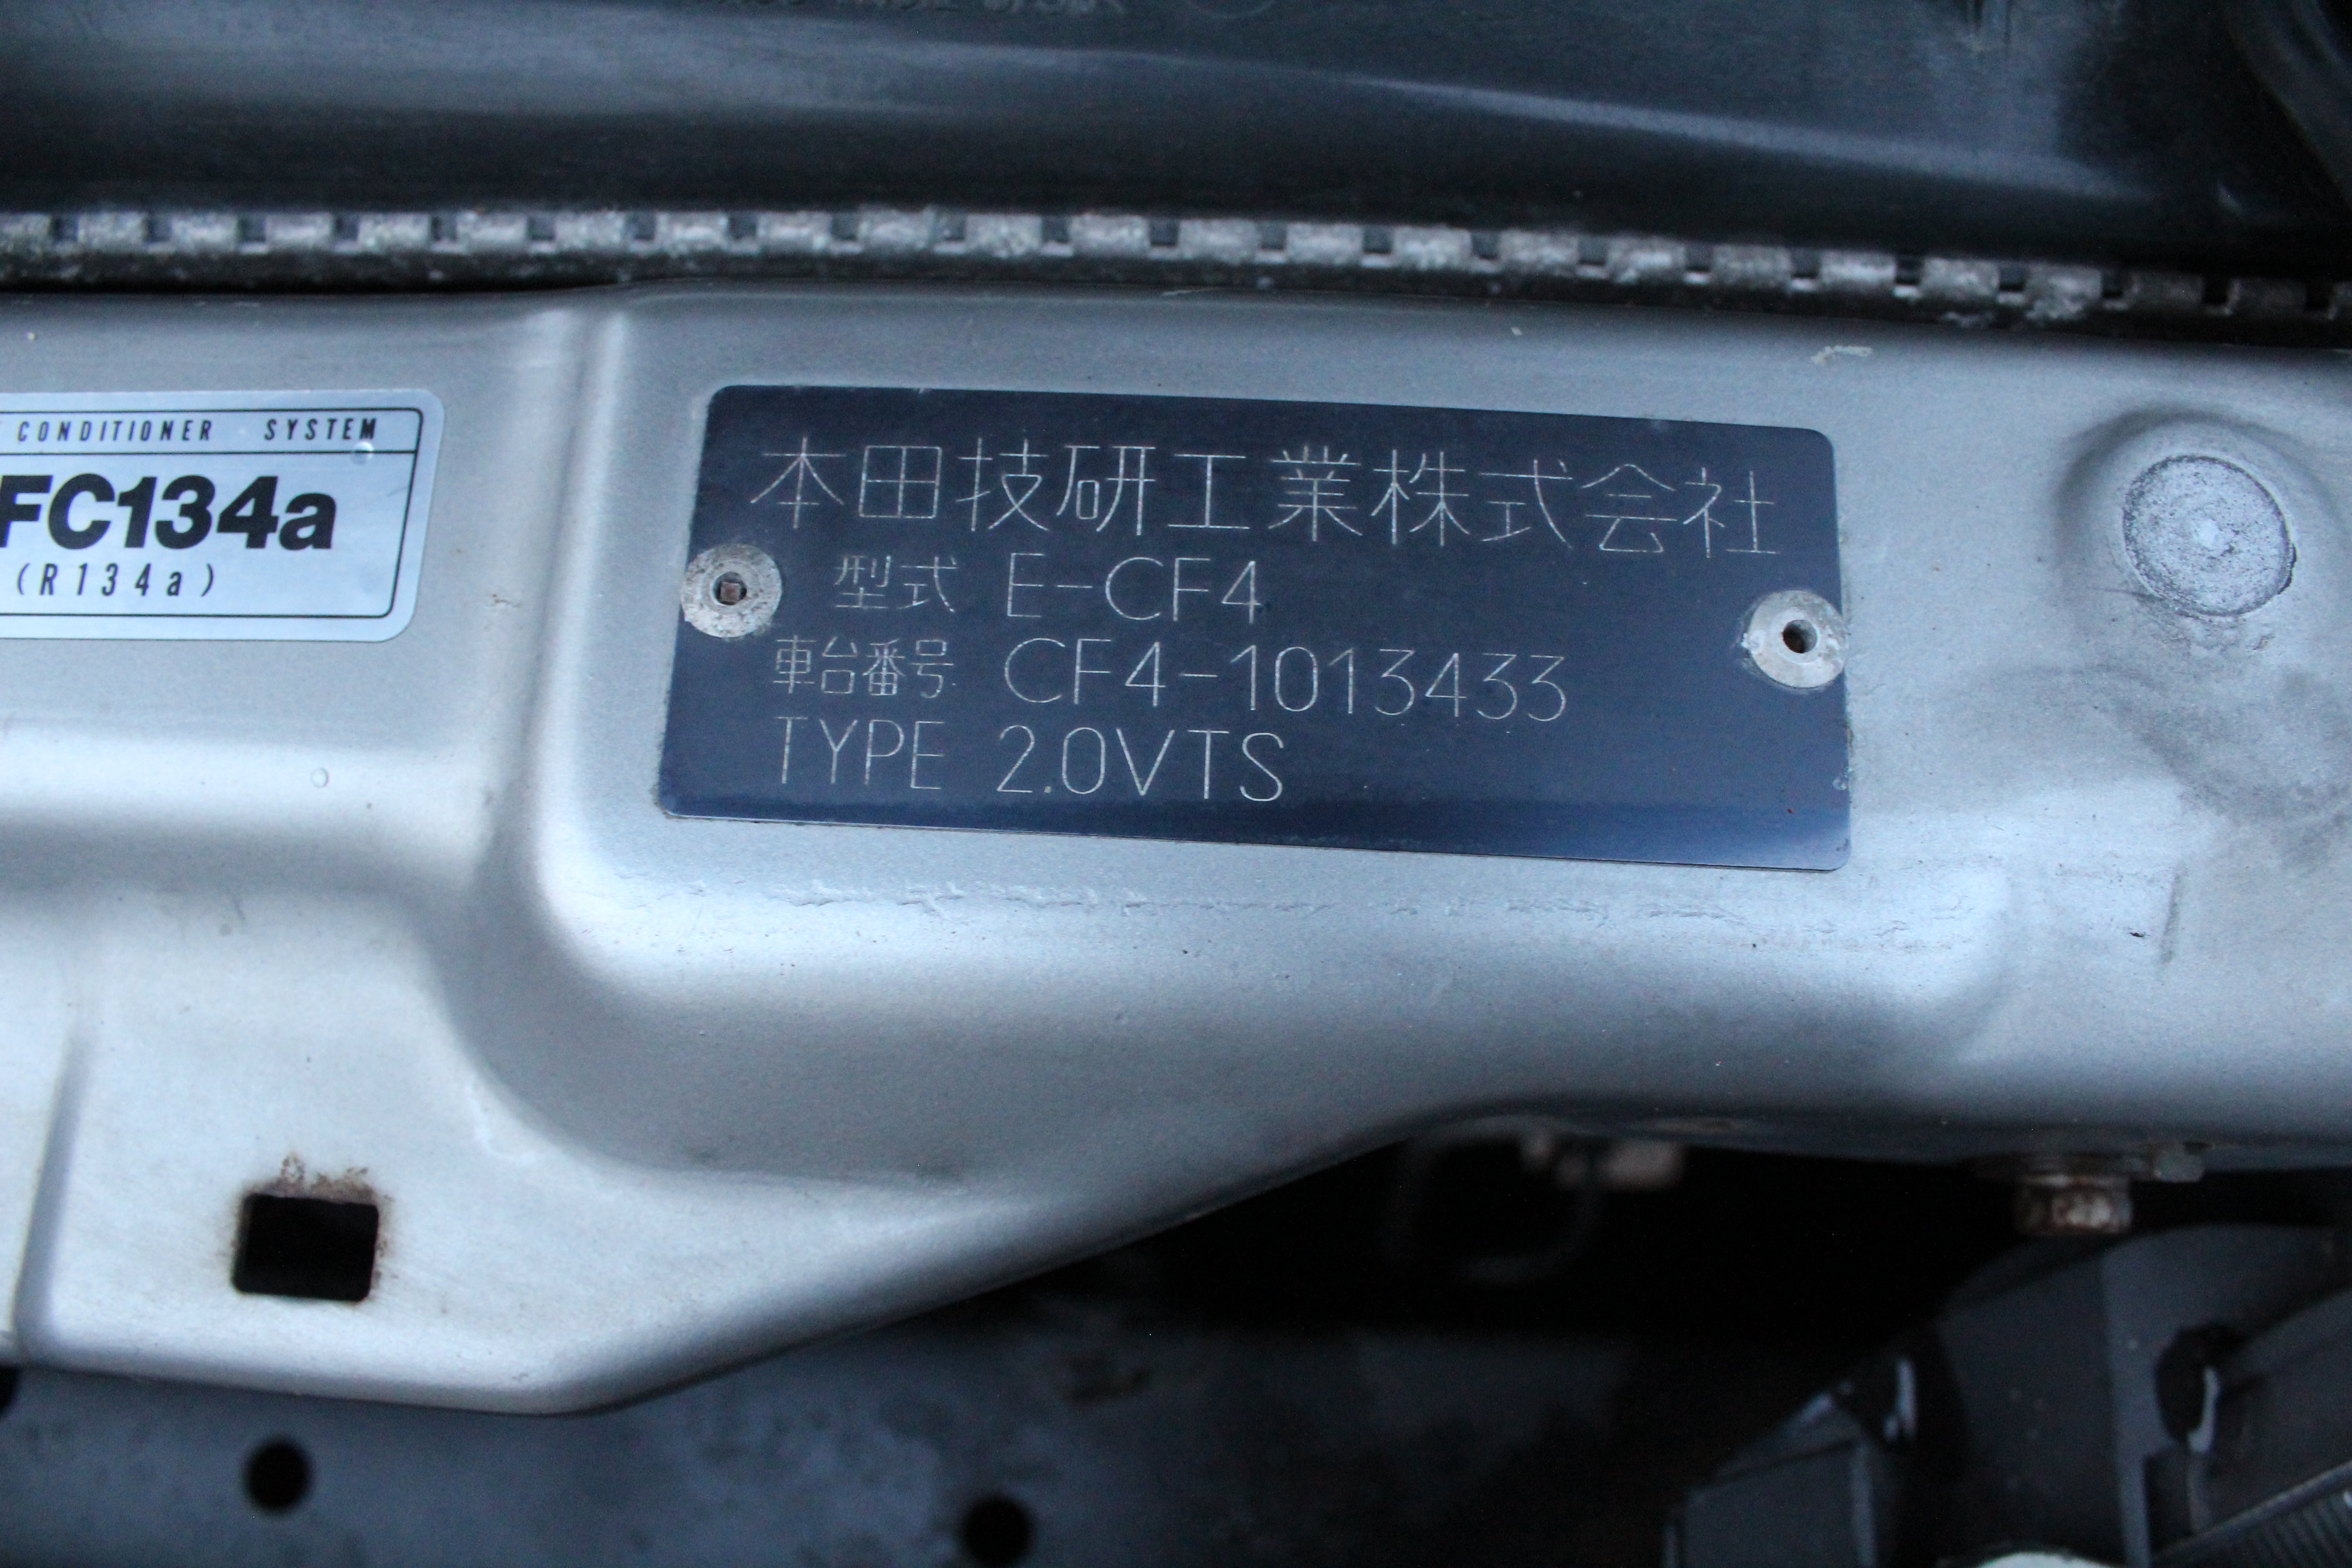 CONDITIONER SYSTEM
FC134a
(R134a)
本田技研工業株式会社
型式 E-CF4
車台番号 CF4-1013433
TYPE 2.0VTS